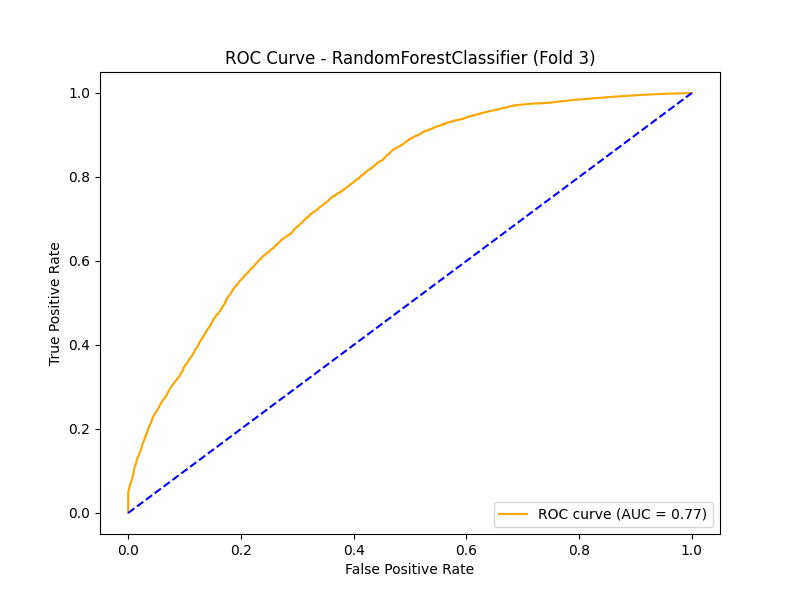 ROC Curve - RandomForestClassifier (Fold 3)
True Positive Rate
1.0
0.8
0.6
0.4
0.2
0.0
ROC curve (AUC = 0.77)
0.0 0.2 0.4 0.6 0.8 1.0
False Positive Rate